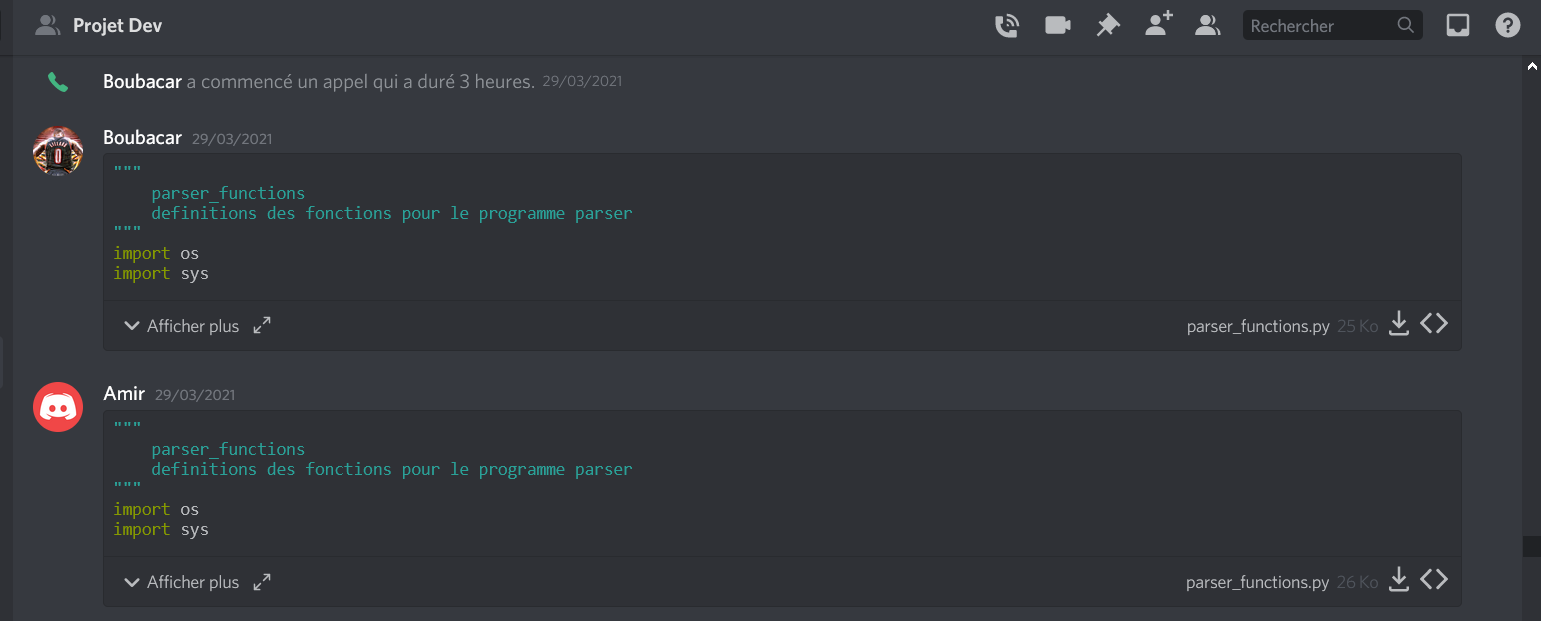 Projet Dev
Rechercher
Boubacar a commencé un appel qui a duré 3 heures. 29/03/2021
Boubacar 29/03/2021
"""
    parser_functions
    definitions des fonctions pour le programme parser
"""
import os
import sys
Afficher plus
parser_functions.py 25 Ko
Amir 29/03/2021
"""
    parser_functions
    definitions des fonctions pour le programme parser
"""
import os
import sys
Afficher plus
parser_functions.py 26 Ko